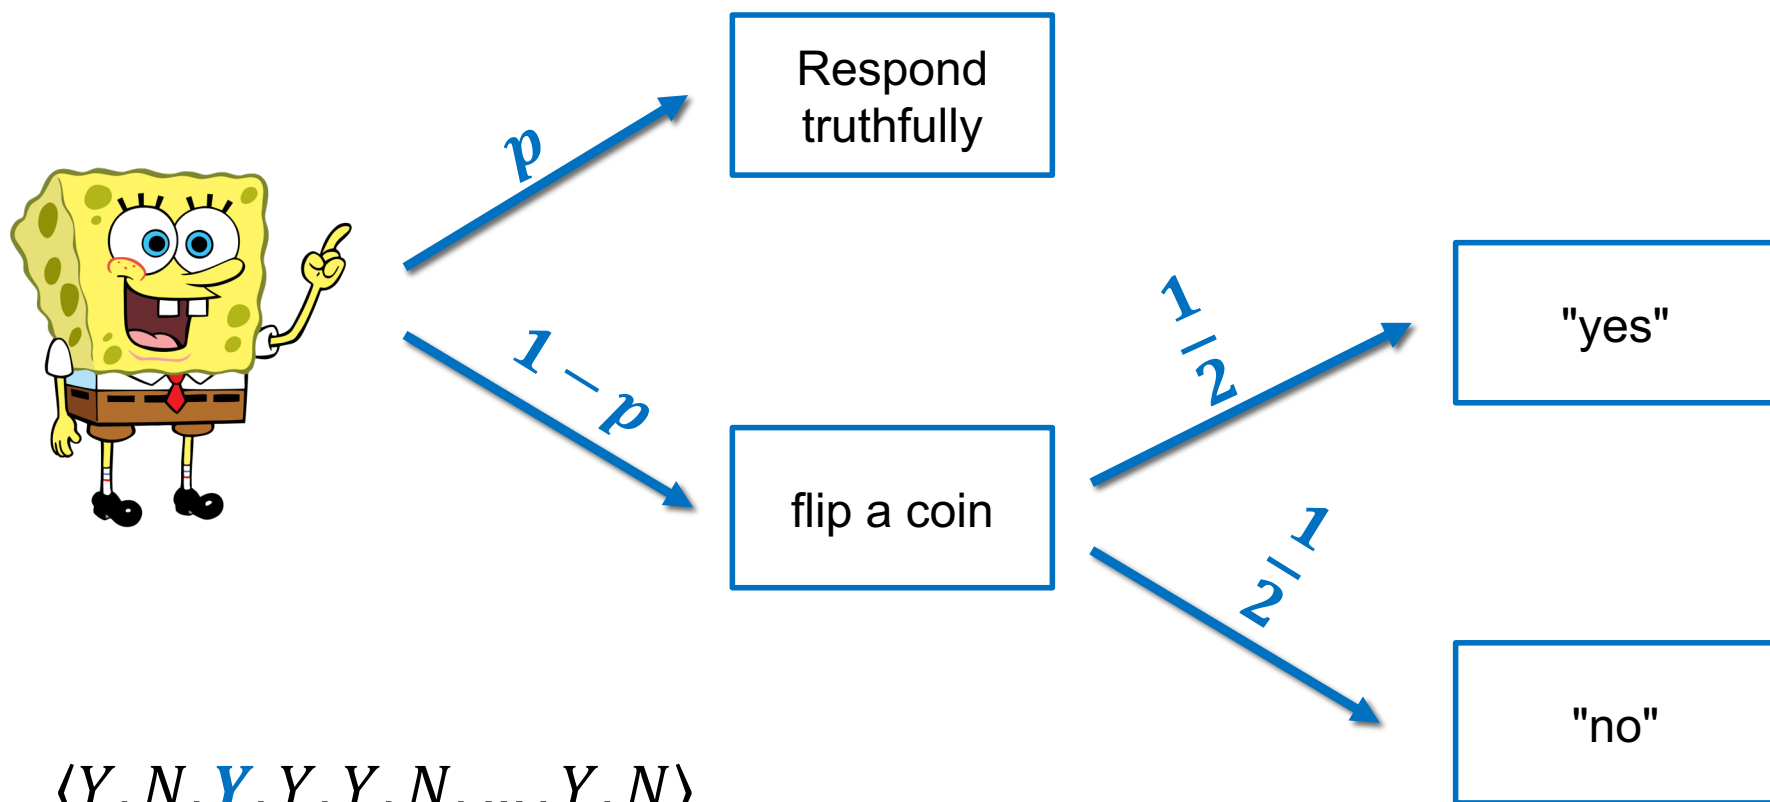 Respond
truthfully
p
1 − p
flip a coin
1
2
"yes"
1
2
"no"
⟨Y, N, Y, Y, Y, N, … , Y, N⟩